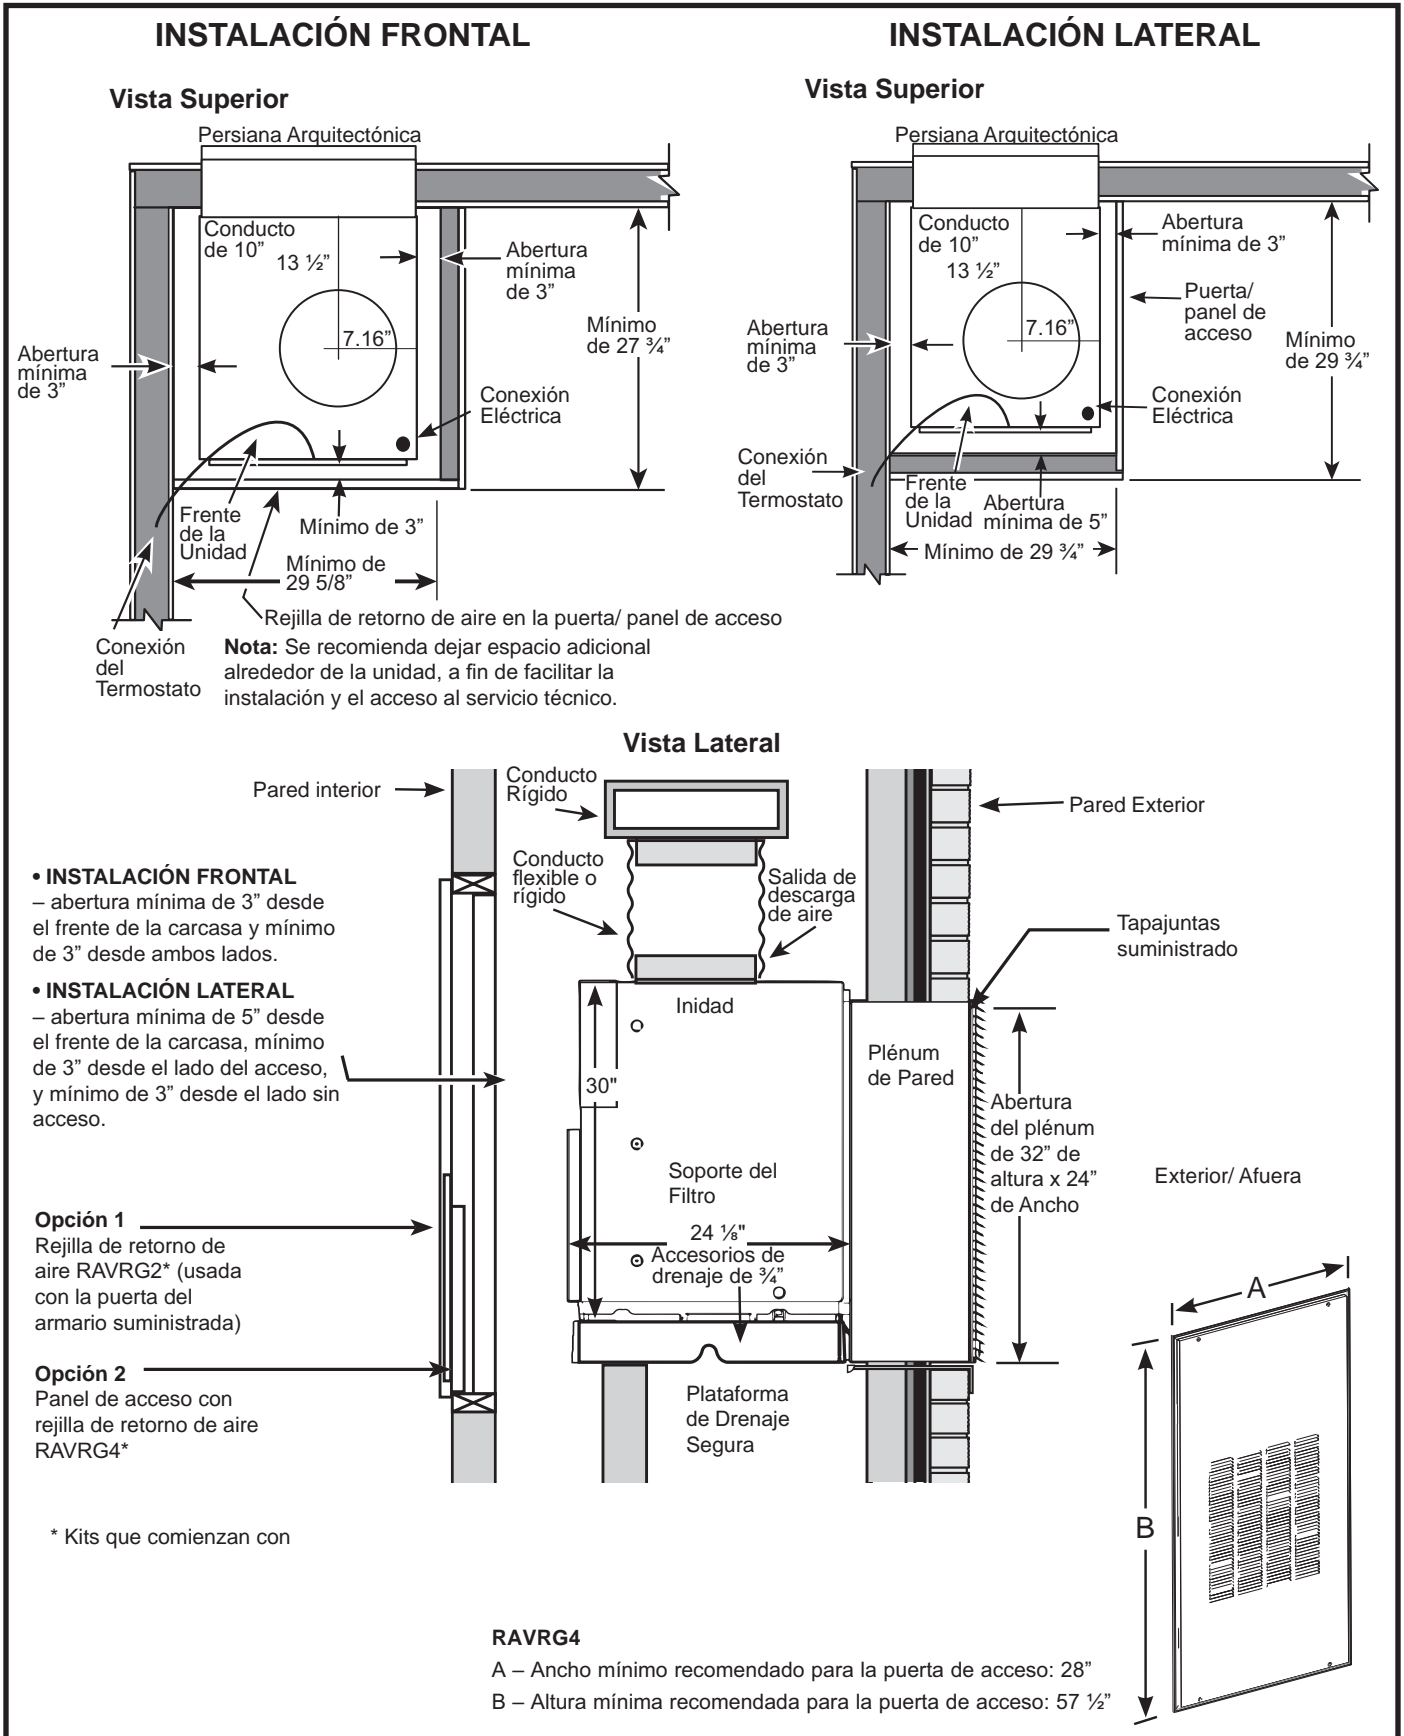 INSTALACIÓN FRONTAL
Vista Superior
Persiana Arquitectónica
Conducto
de 10”
13 ½”
7.16”
Abertura
mínima
de 3”
Abertura
mínima
de 3”
Mínimo
de 27 ¾”
Conexión
Eléctrica
Frente
de la
Unidad
Mínimo de 3”
Mínimo de
29 5/8”
Rejilla de retorno de aire en la puerta/ panel de acceso
Conexión
del
Termostato
Nota: Se recomienda dejar espacio adicional
alrededor de la unidad, a fin de facilitar la
instalación y el acceso al servicio técnico.
INSTALACIÓN LATERAL
Vista Superior
Persiana Arquitectónica
Conducto
de 10”
13 ½”
7.16”
Abertura
mínima de 3”
Puerta/
panel de
acceso
Abertura
mínima
de 3”
Mínimo
de 29 ¾”
Conexión
Eléctrica
Conexión
del
Termostato
Frente
de la
Unidad
Abertura
mínima de 5”
Mínimo de 29 ¾”
Vista Lateral
Pared interior
Conducto
Rígido
Pared Exterior
Conducto
flexible o
rígido
Salida de
descarga
de aire
Tapajuntas
suministrado
• INSTALACIÓN FRONTAL
– abertura mínima de 3” desde
el frente de la carcasa y mínimo
de 3” desde ambos lados.
• INSTALACIÓN LATERAL
– abertura mínima de 5” desde
el frente de la carcasa, mínimo
de 3” desde el lado del acceso,
y mínimo de 3” desde el lado sin
acceso.
Inidad
30"
Plénum
de Pared
Abertura
del plénum
de 32” de
altura x 24”
de Ancho
Soporte del
Filtro
24 ⅛"
Accesorios de
drenaje de ¾”
Exterior/ Afuera
Opción 1
Rejilla de retorno de
aire RAVRG2* (usada
con la puerta del
armario suministrada)
Opción 2
Panel de acceso con
rejilla de retorno de aire
RAVRG4*
Plataforma
de Drenaje
Segura
A
B
* Kits que comienzan con
RAVRG4
A – Ancho mínimo recomendado para la puerta de acceso: 28”
B – Altura mínima recomendada para la puerta de acceso: 57 ½”